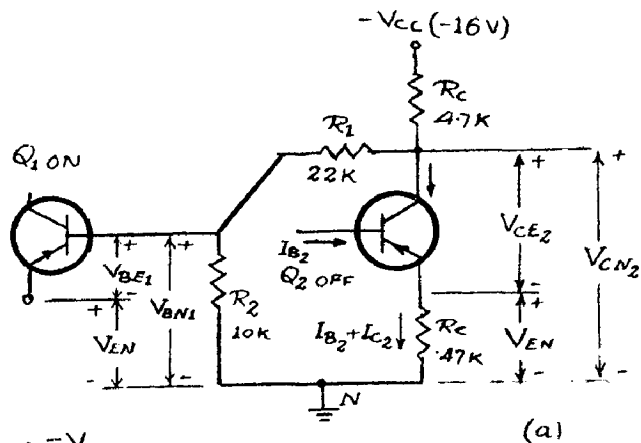 -VCC (-16V)
RC
4.7K
R1
22K
Q1 ON
+
+
+
+
VCE2
VCN2
IB2
Q2 OFF
VBE1
VBN1
R2
10K
-
+
-
+
VEN
IB2+IC2
RC
.47K
VEN
-
-
-
-
N
-V
(a)